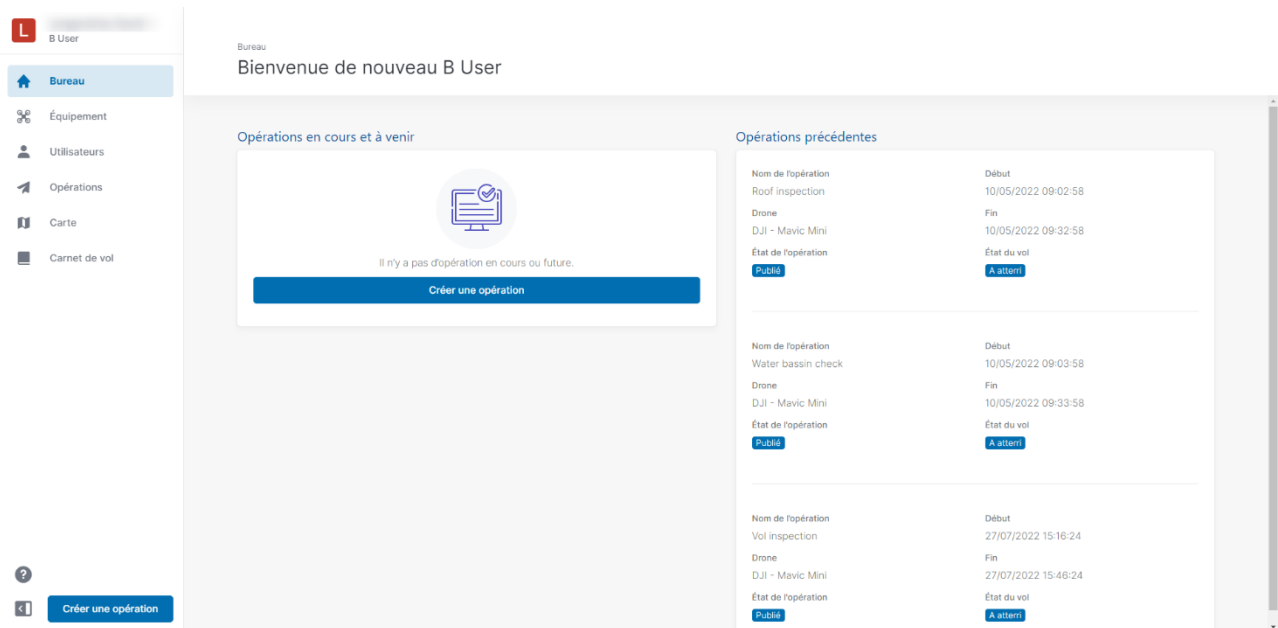 L
B User
Bureau
Équipement
Utilisateurs
Opérations
Carte
Carnet de vol
?
Créer une opération
Bureau
Bienvenue de nouveau B User
Opérations en cours et à venir
Il n'y a pas d'opération en cours ou future.
Créer une opération
Opérations précédentes
Nom de l'opération Début
Roof inspection 10/05/2022 09:02:58
Drone Fin
DJI - Mavic Mini 10/05/2022 09:32:58
État de l'opération État du vol
Publié A atterri
Nom de l'opération Début
Water bassin check 10/05/2022 09:03:58
Drone Fin
DJI - Mavic Mini 10/05/2022 09:33:58
État de l'opération État du vol
Publié A atterri
Nom de l'opération Début
Vol inspection 27/07/2022 15:16:24
Drone Fin
DJI - Mavic Mini 27/07/2022 15:46:24
État de l'opération État du vol
Publié A atterri